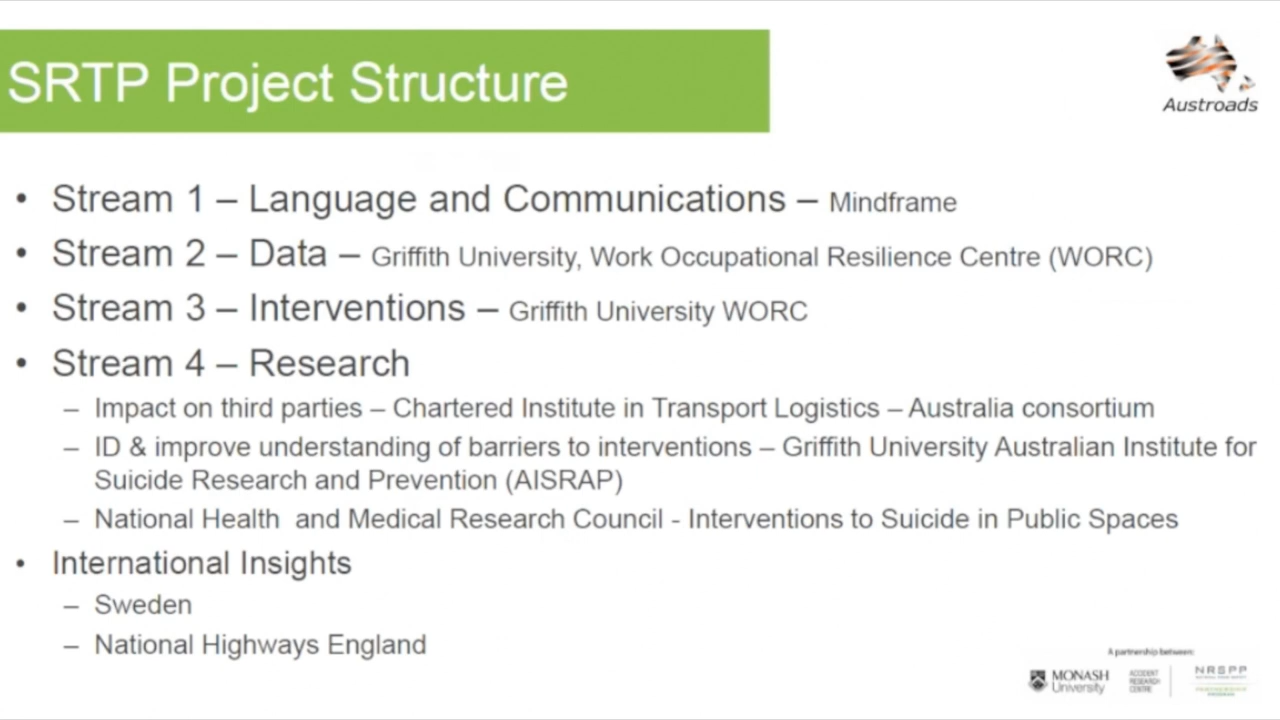 SRTP Project Structure
Austroads
• Stream 1 – Language and Communications – Mindframe
• Stream 2 – Data – Griffith University, Work Occupational Resilience Centre (WORC)
• Stream 3 – Interventions – Griffith University WORC
• Stream 4 – Research
– Impact on third parties – Chartered Institute in Transport Logistics – Australia consortium
– ID & improve understanding of barriers to interventions – Griffith University Australian Institute for
Suicide Research and Prevention (AISRAP)
– National Health and Medical Research Council - Interventions to Suicide in Public Spaces
• International Insights
– Sweden
– National Highways England
A partnership between:
MONASH
University
ACCIDENT
RESEARCH
CENTRE
NRSPP